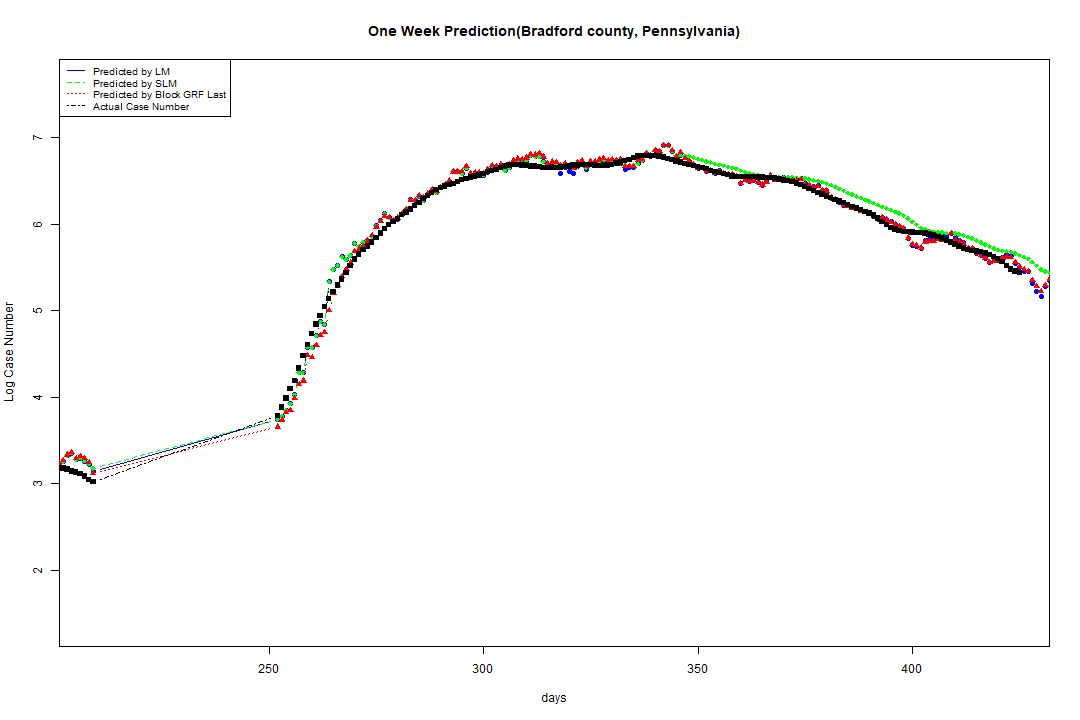 One Week Prediction(Bradford county, Pennsylvania)
Predicted by LM
Predicted by SLM
Predicted by Block GRF Last
Actual Case Number
7
6
5
4
3
2
Log Case Number
250 300 350 400
days